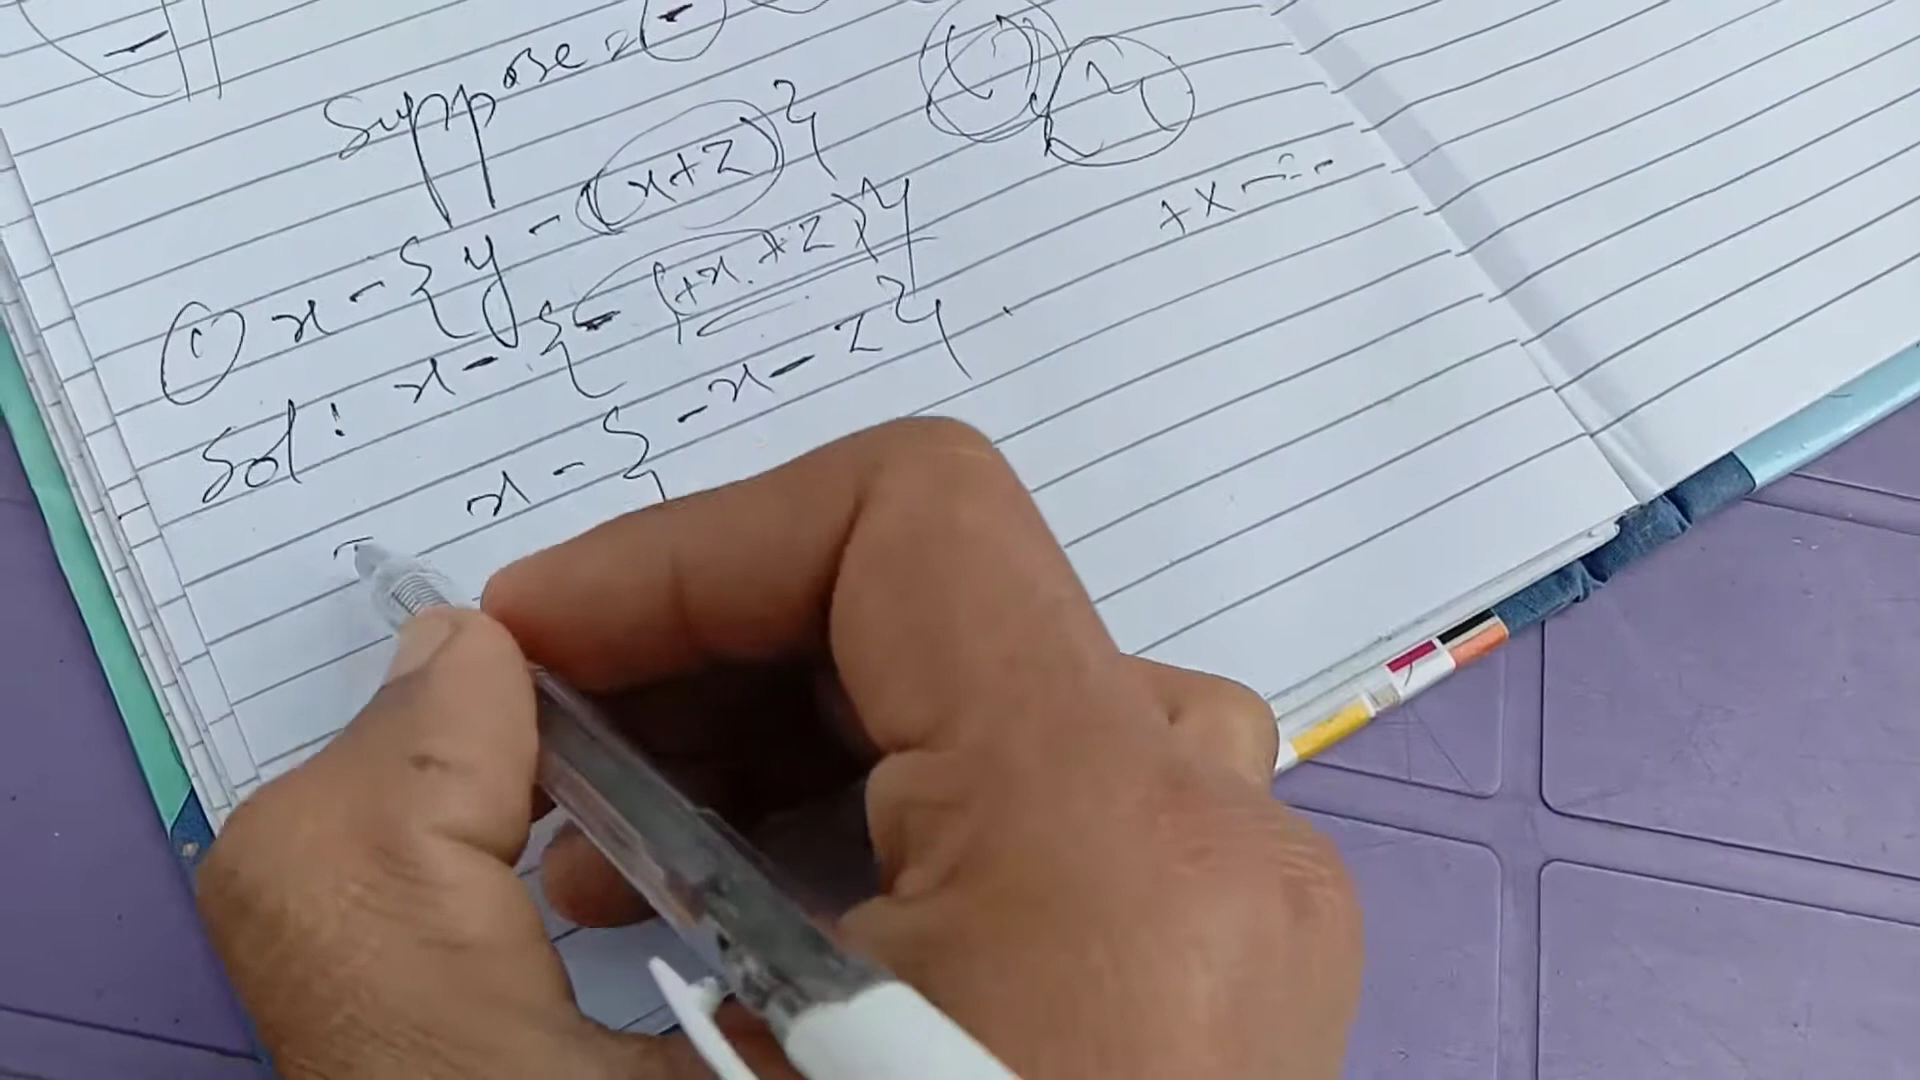 Suppose
① x - {y - (x+z)}
Sol: x - {- (+x+z)}
x - {-x - z}
+ x - = -